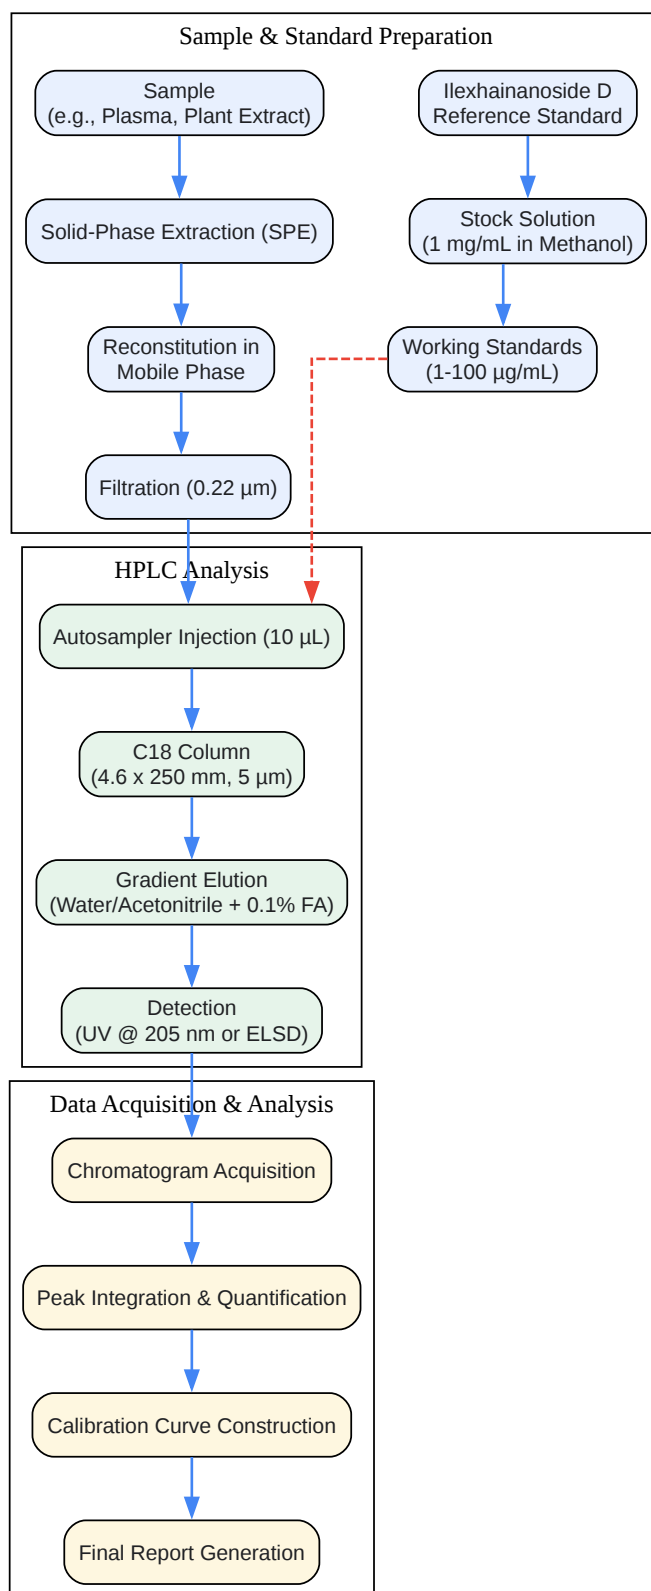 Sample & Standard Preparation
Sample
(e.g., Plasma, Plant Extract)
Ilexhainanoside D
Reference Standard
Solid-Phase Extraction (SPE)
Stock Solution
(1 mg/mL in Methanol)
Reconstitution in
Mobile Phase
Working Standards
(1-100 µg/mL)
Filtration (0.22 µm)
HPLC Analysis
Autosampler Injection (10 µL)
C18 Column
(4.6 x 250 mm, 5 µm)
Gradient Elution
(Water/Acetonitrile + 0.1% FA)
Detection
(UV @ 205 nm or ELSD)
Data Acquisition & Analysis
Chromatogram Acquisition
Peak Integration & Quantification
Calibration Curve Construction
Final Report Generation